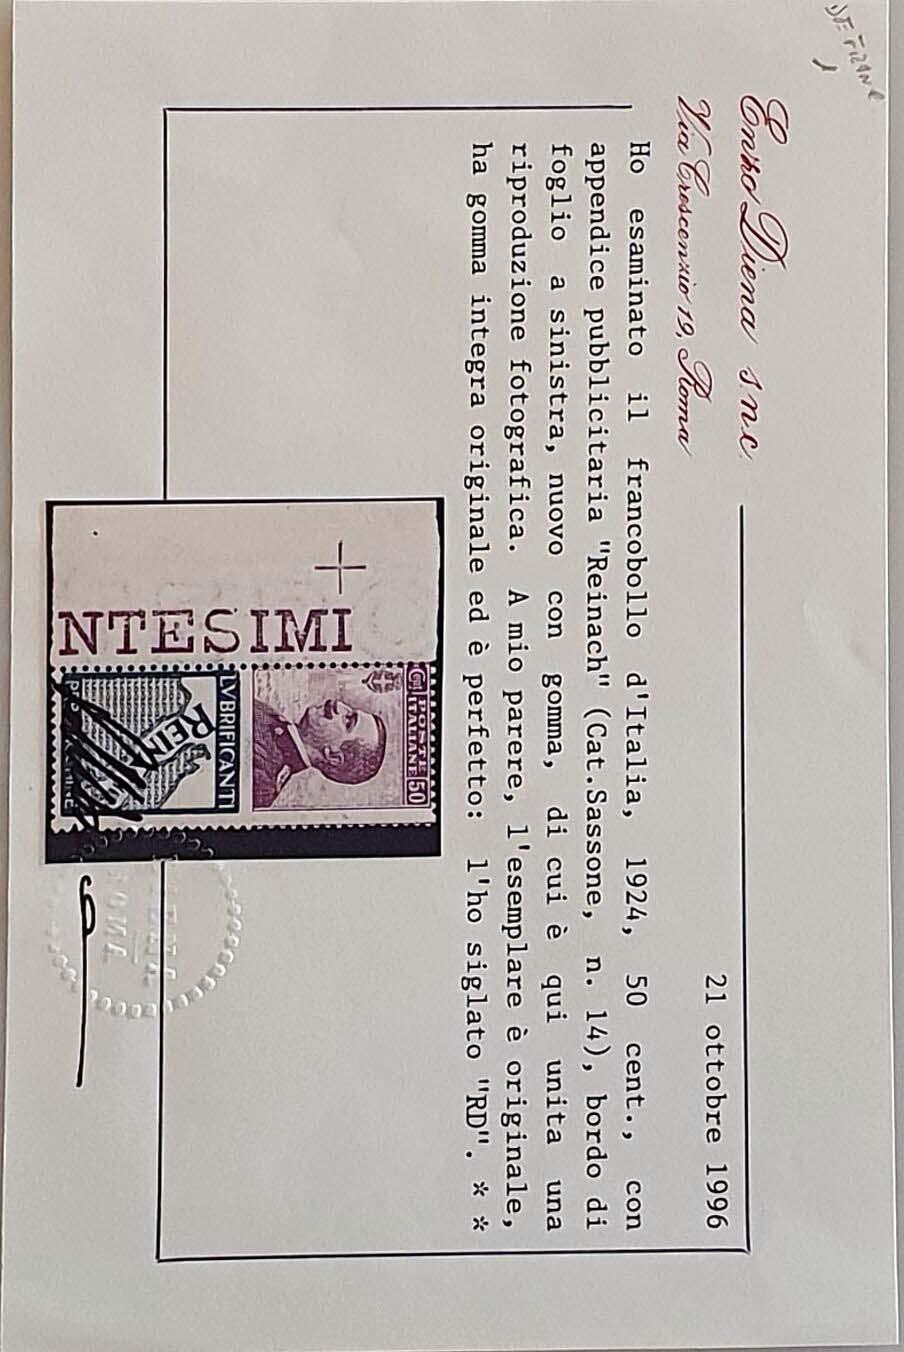 Enzo Diena s.n.c.
Via Crescenzio 19, Roma
21 ottobre 1996
Ho esaminato il francobollo d'Italia, 1924, 50 cent., con
appendice pubblicitaria "Reinach" (Cat.Sassone, n. 14), bordo di
foglio a sinistra, nuovo con gomma, di cui è qui unita una
riproduzione fotografica. A mio parere, l'esemplare è originale,
ha gomma integra originale ed è perfetto: l'ho siglato "RD". * *
POSTE
ITALIANE
50
LVBRIFICANTI
REINA
NTESIMI